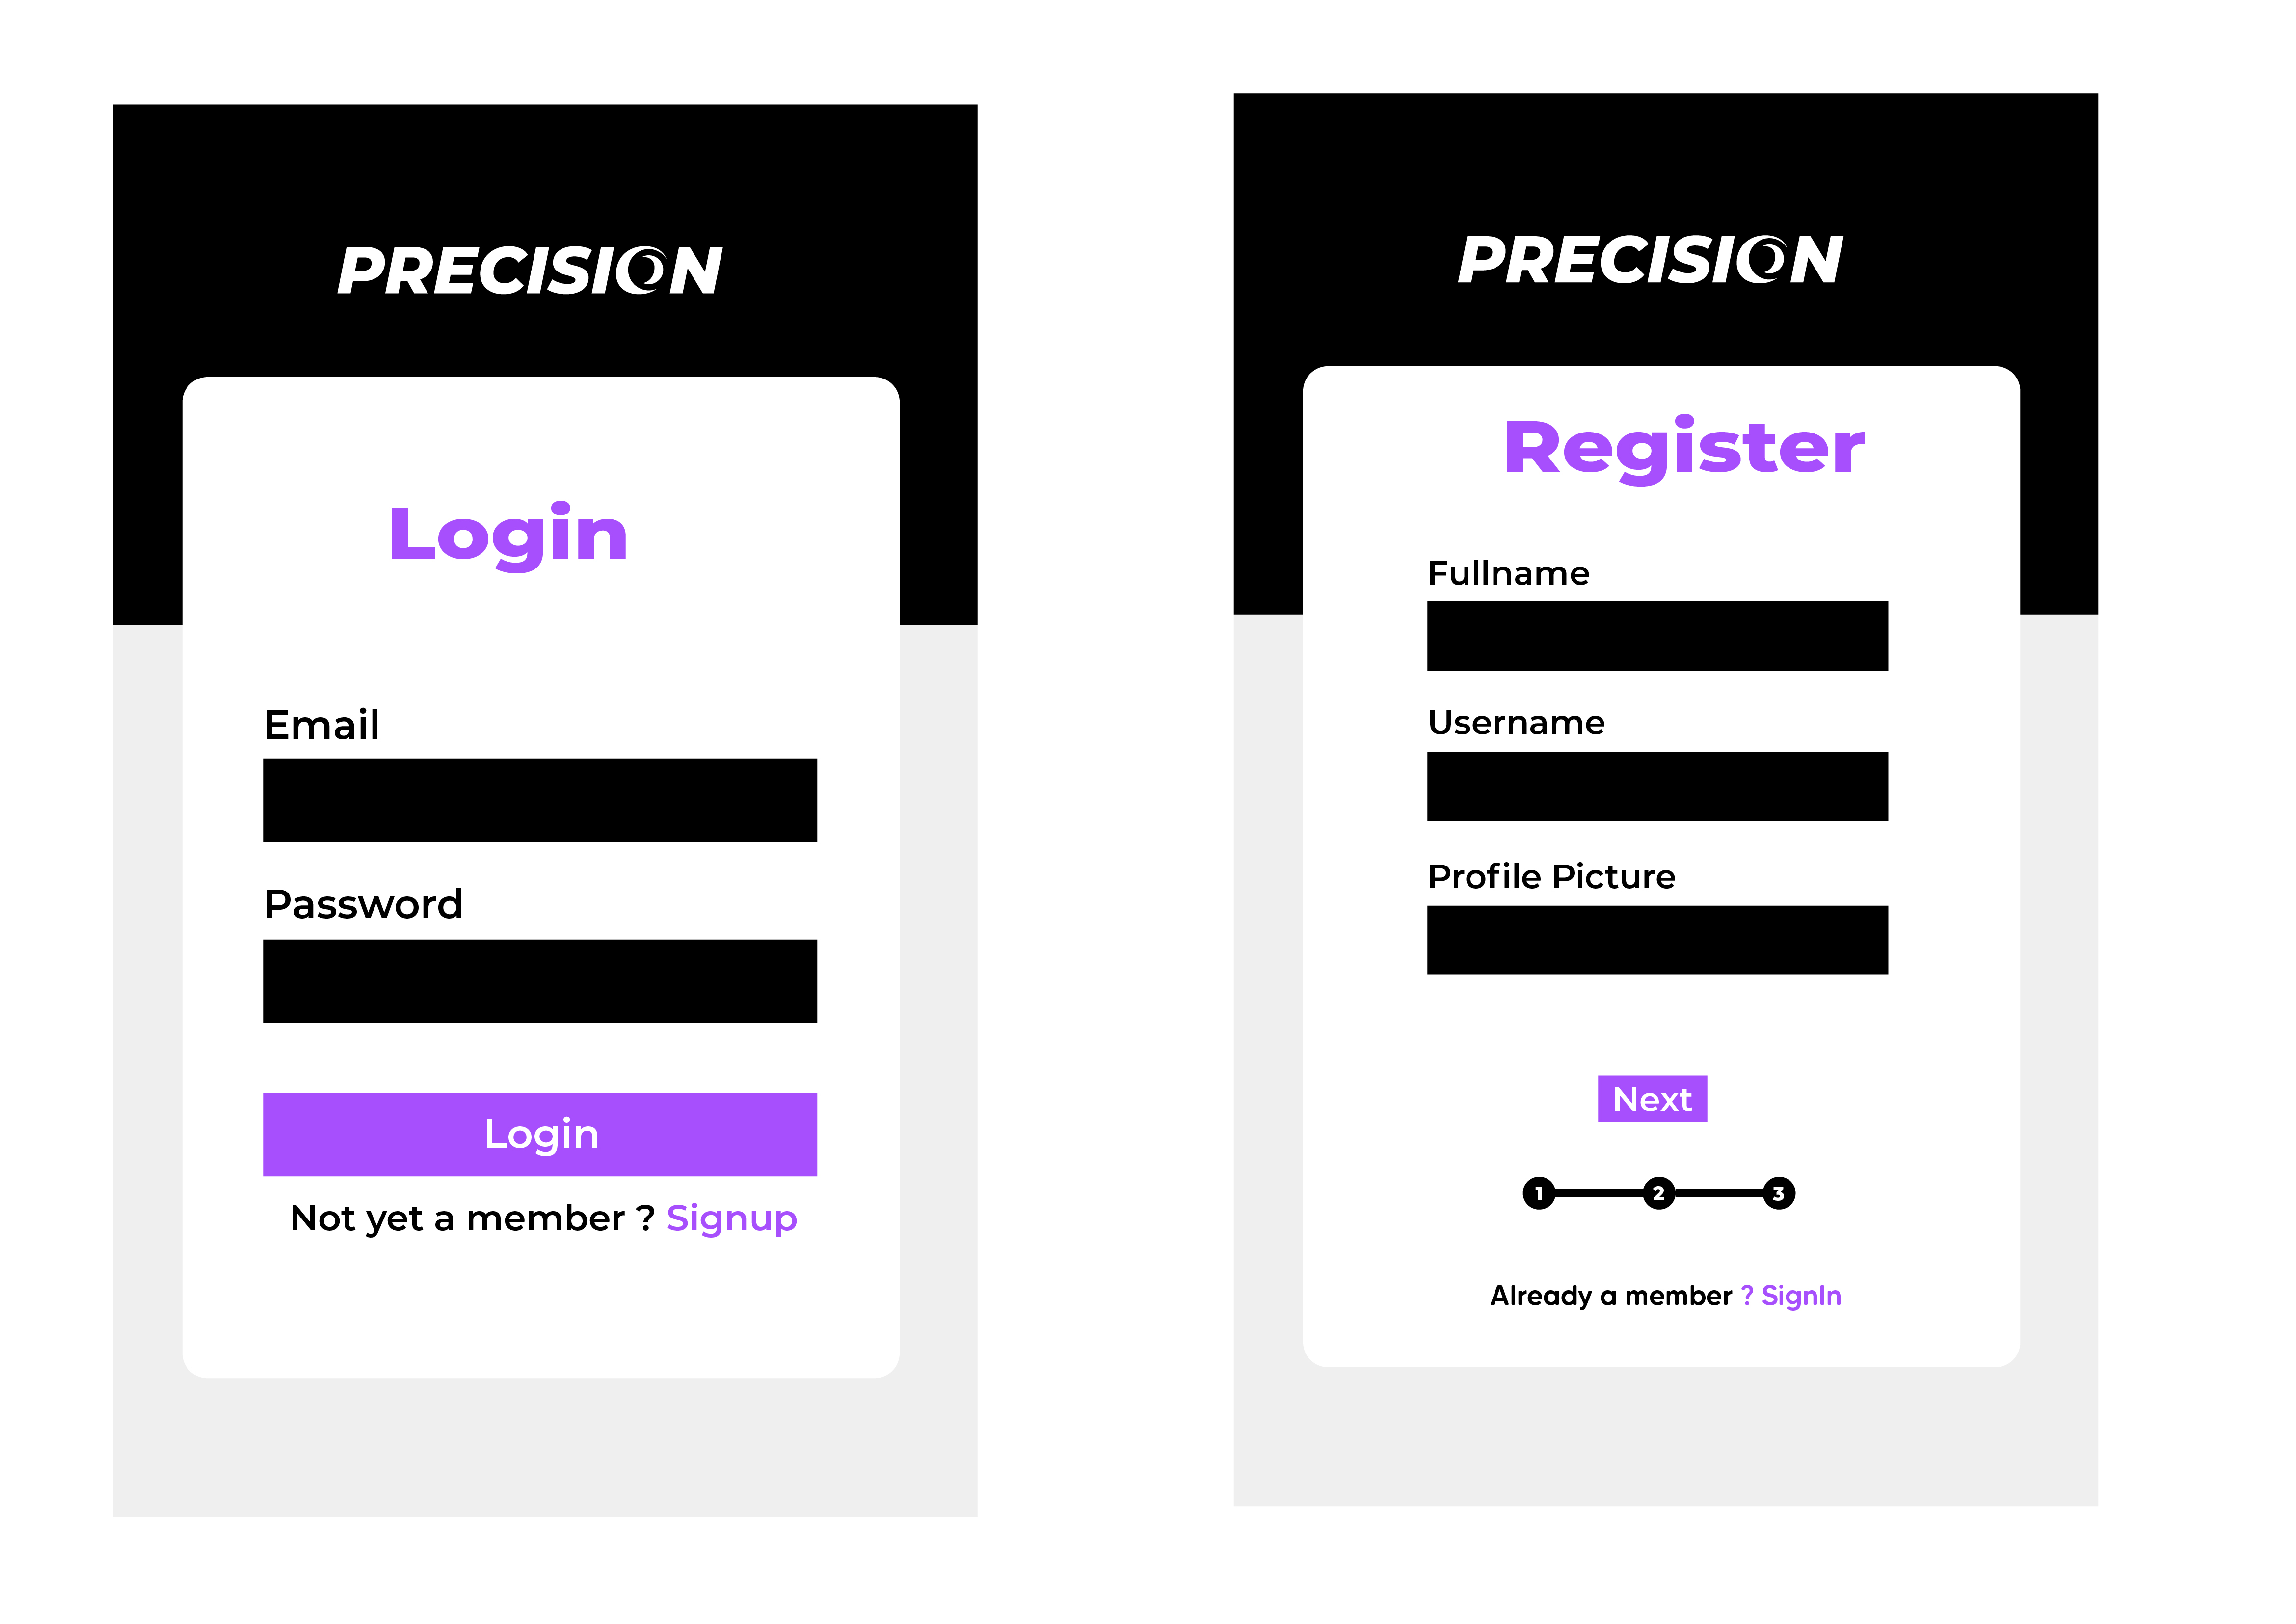 PRECISION
Login
Email
Password
Login
Not yet a member ? Signup
PRECISION
Register
Fullname
Username
Profile Picture
Next
1 2 3
Already a member ? SignIn